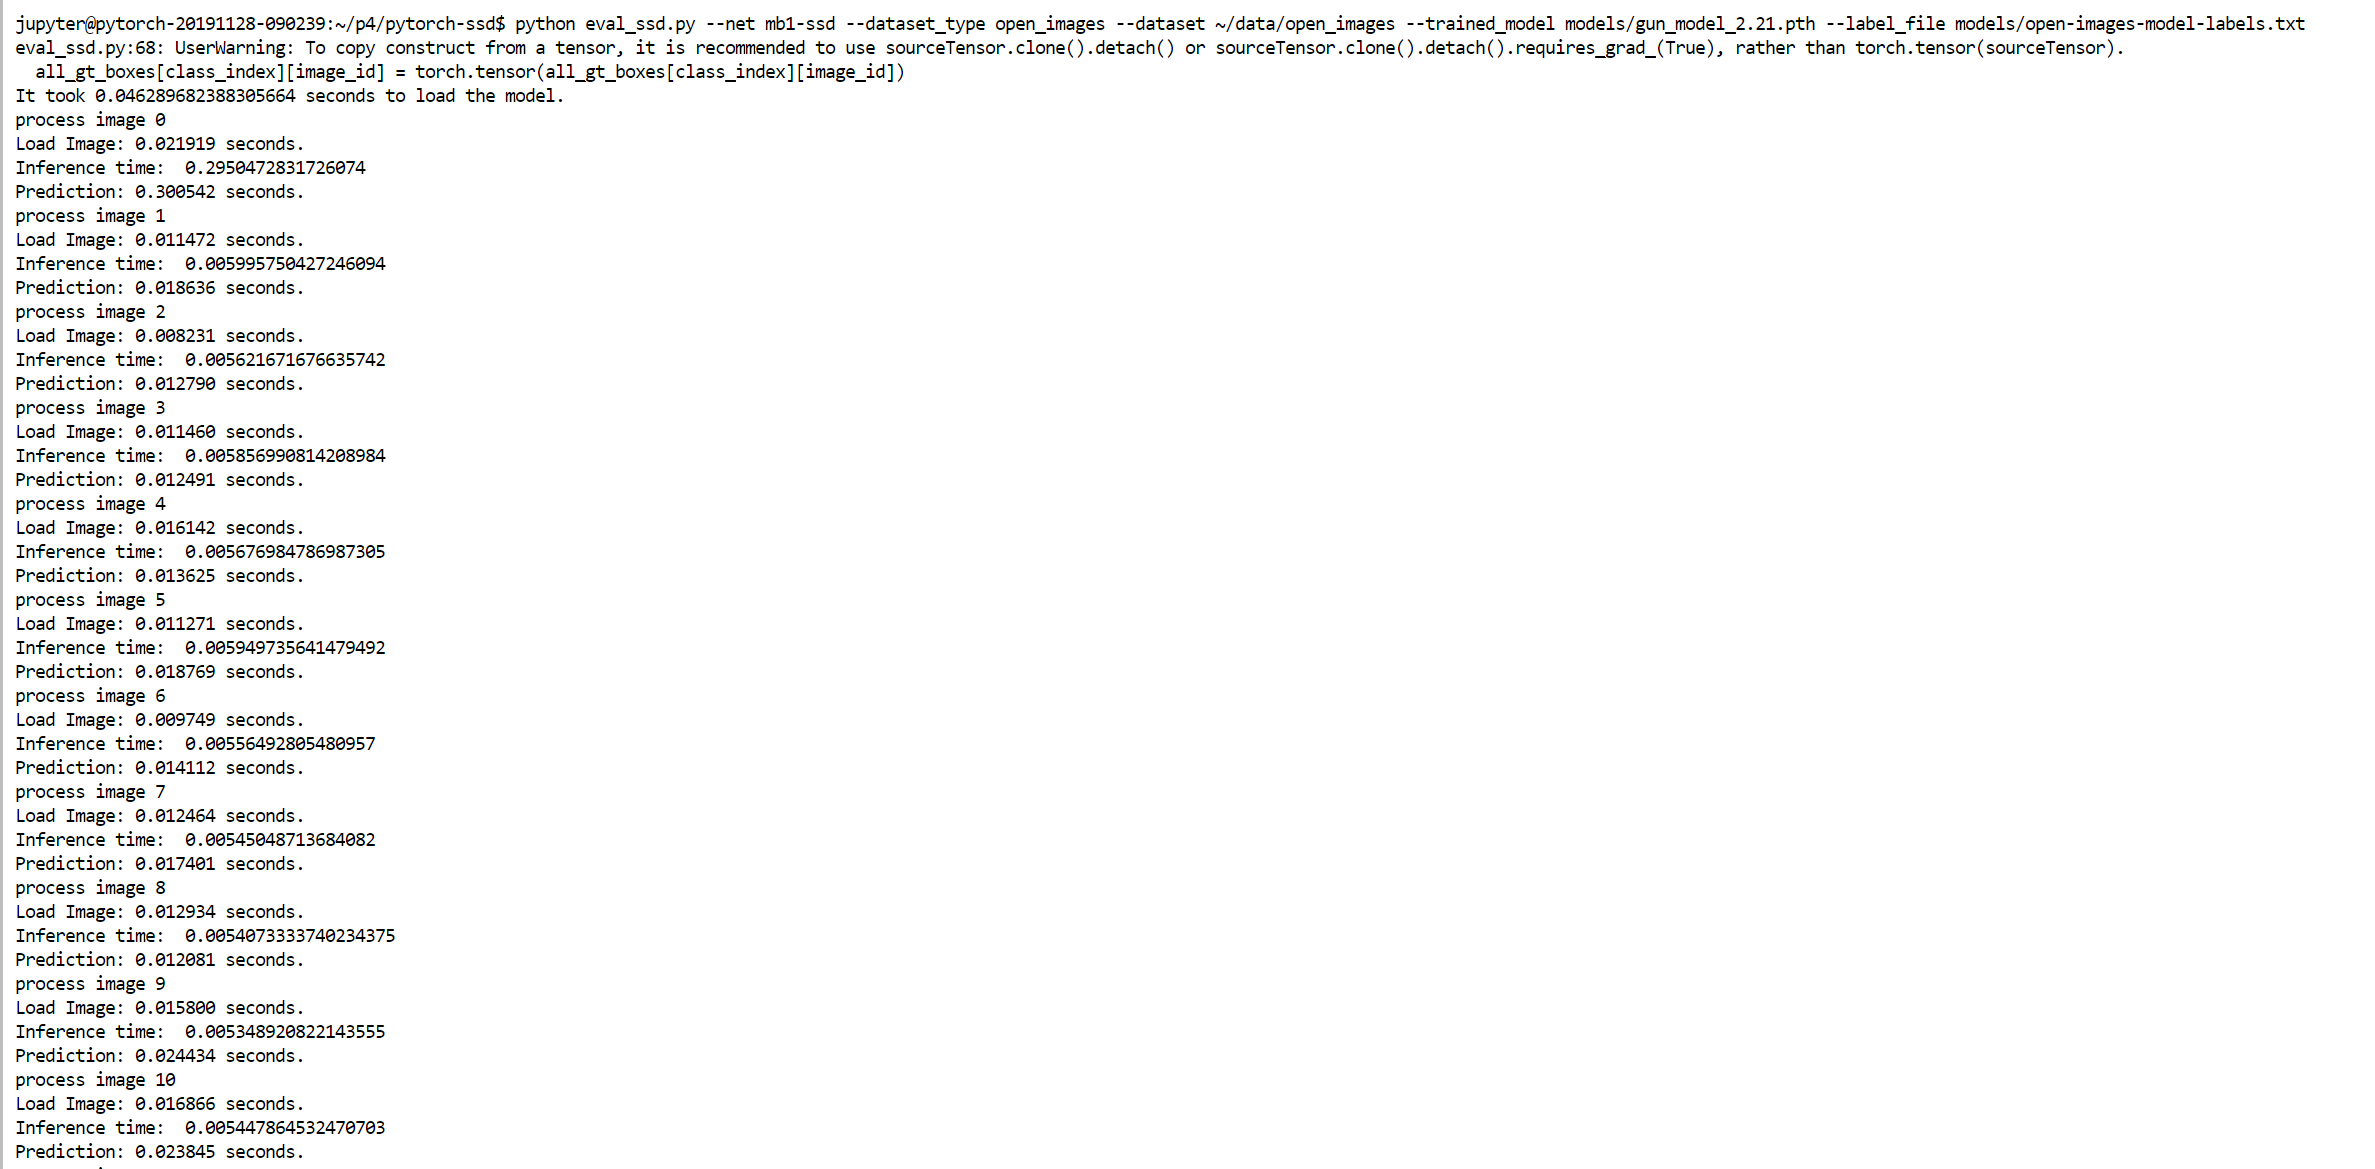 jupyter@pytorch-20191128-090239:~/p4/pytorch-ssd$ python eval_ssd.py --net mb1-ssd --dataset_type open_images --dataset ~/data/open_images --trained_model models/gun_model_2.21.pth --label_file models/open-images-model-labels.txt
eval_ssd.py:68: UserWarning: To copy construct from a tensor, it is recommended to use sourceTensor.clone().detach() or sourceTensor.clone().detach().requires_grad_(True), rather than torch.tensor(sourceTensor).
  all_gt_boxes[class_index][image_id] = torch.tensor(all_gt_boxes[class_index][image_id])
It took 0.046289682388305664 seconds to load the model.
process image 0
Load Image: 0.021919 seconds.
Inference time:  0.2950472831726074
Prediction: 0.300542 seconds.
process image 1
Load Image: 0.011472 seconds.
Inference time:  0.005995750427246094
Prediction: 0.018636 seconds.
process image 2
Load Image: 0.008231 seconds.
Inference time:  0.005621671676635742
Prediction: 0.012790 seconds.
process image 3
Load Image: 0.011460 seconds.
Inference time:  0.005856990814208984
Prediction: 0.012491 seconds.
process image 4
Load Image: 0.016142 seconds.
Inference time:  0.005676984786987305
Prediction: 0.013625 seconds.
process image 5
Load Image: 0.011271 seconds.
Inference time:  0.005949735641479492
Prediction: 0.018769 seconds.
process image 6
Load Image: 0.009749 seconds.
Inference time:  0.00556492805480957
Prediction: 0.014112 seconds.
process image 7
Load Image: 0.012464 seconds.
Inference time:  0.00545048713684082
Prediction: 0.017401 seconds.
process image 8
Load Image: 0.012934 seconds.
Inference time:  0.0054073333740234375
Prediction: 0.012081 seconds.
process image 9
Load Image: 0.015800 seconds.
Inference time:  0.005348920822143555
Prediction: 0.024434 seconds.
process image 10
Load Image: 0.016866 seconds.
Inference time:  0.005447864532470703
Prediction: 0.023845 seconds.